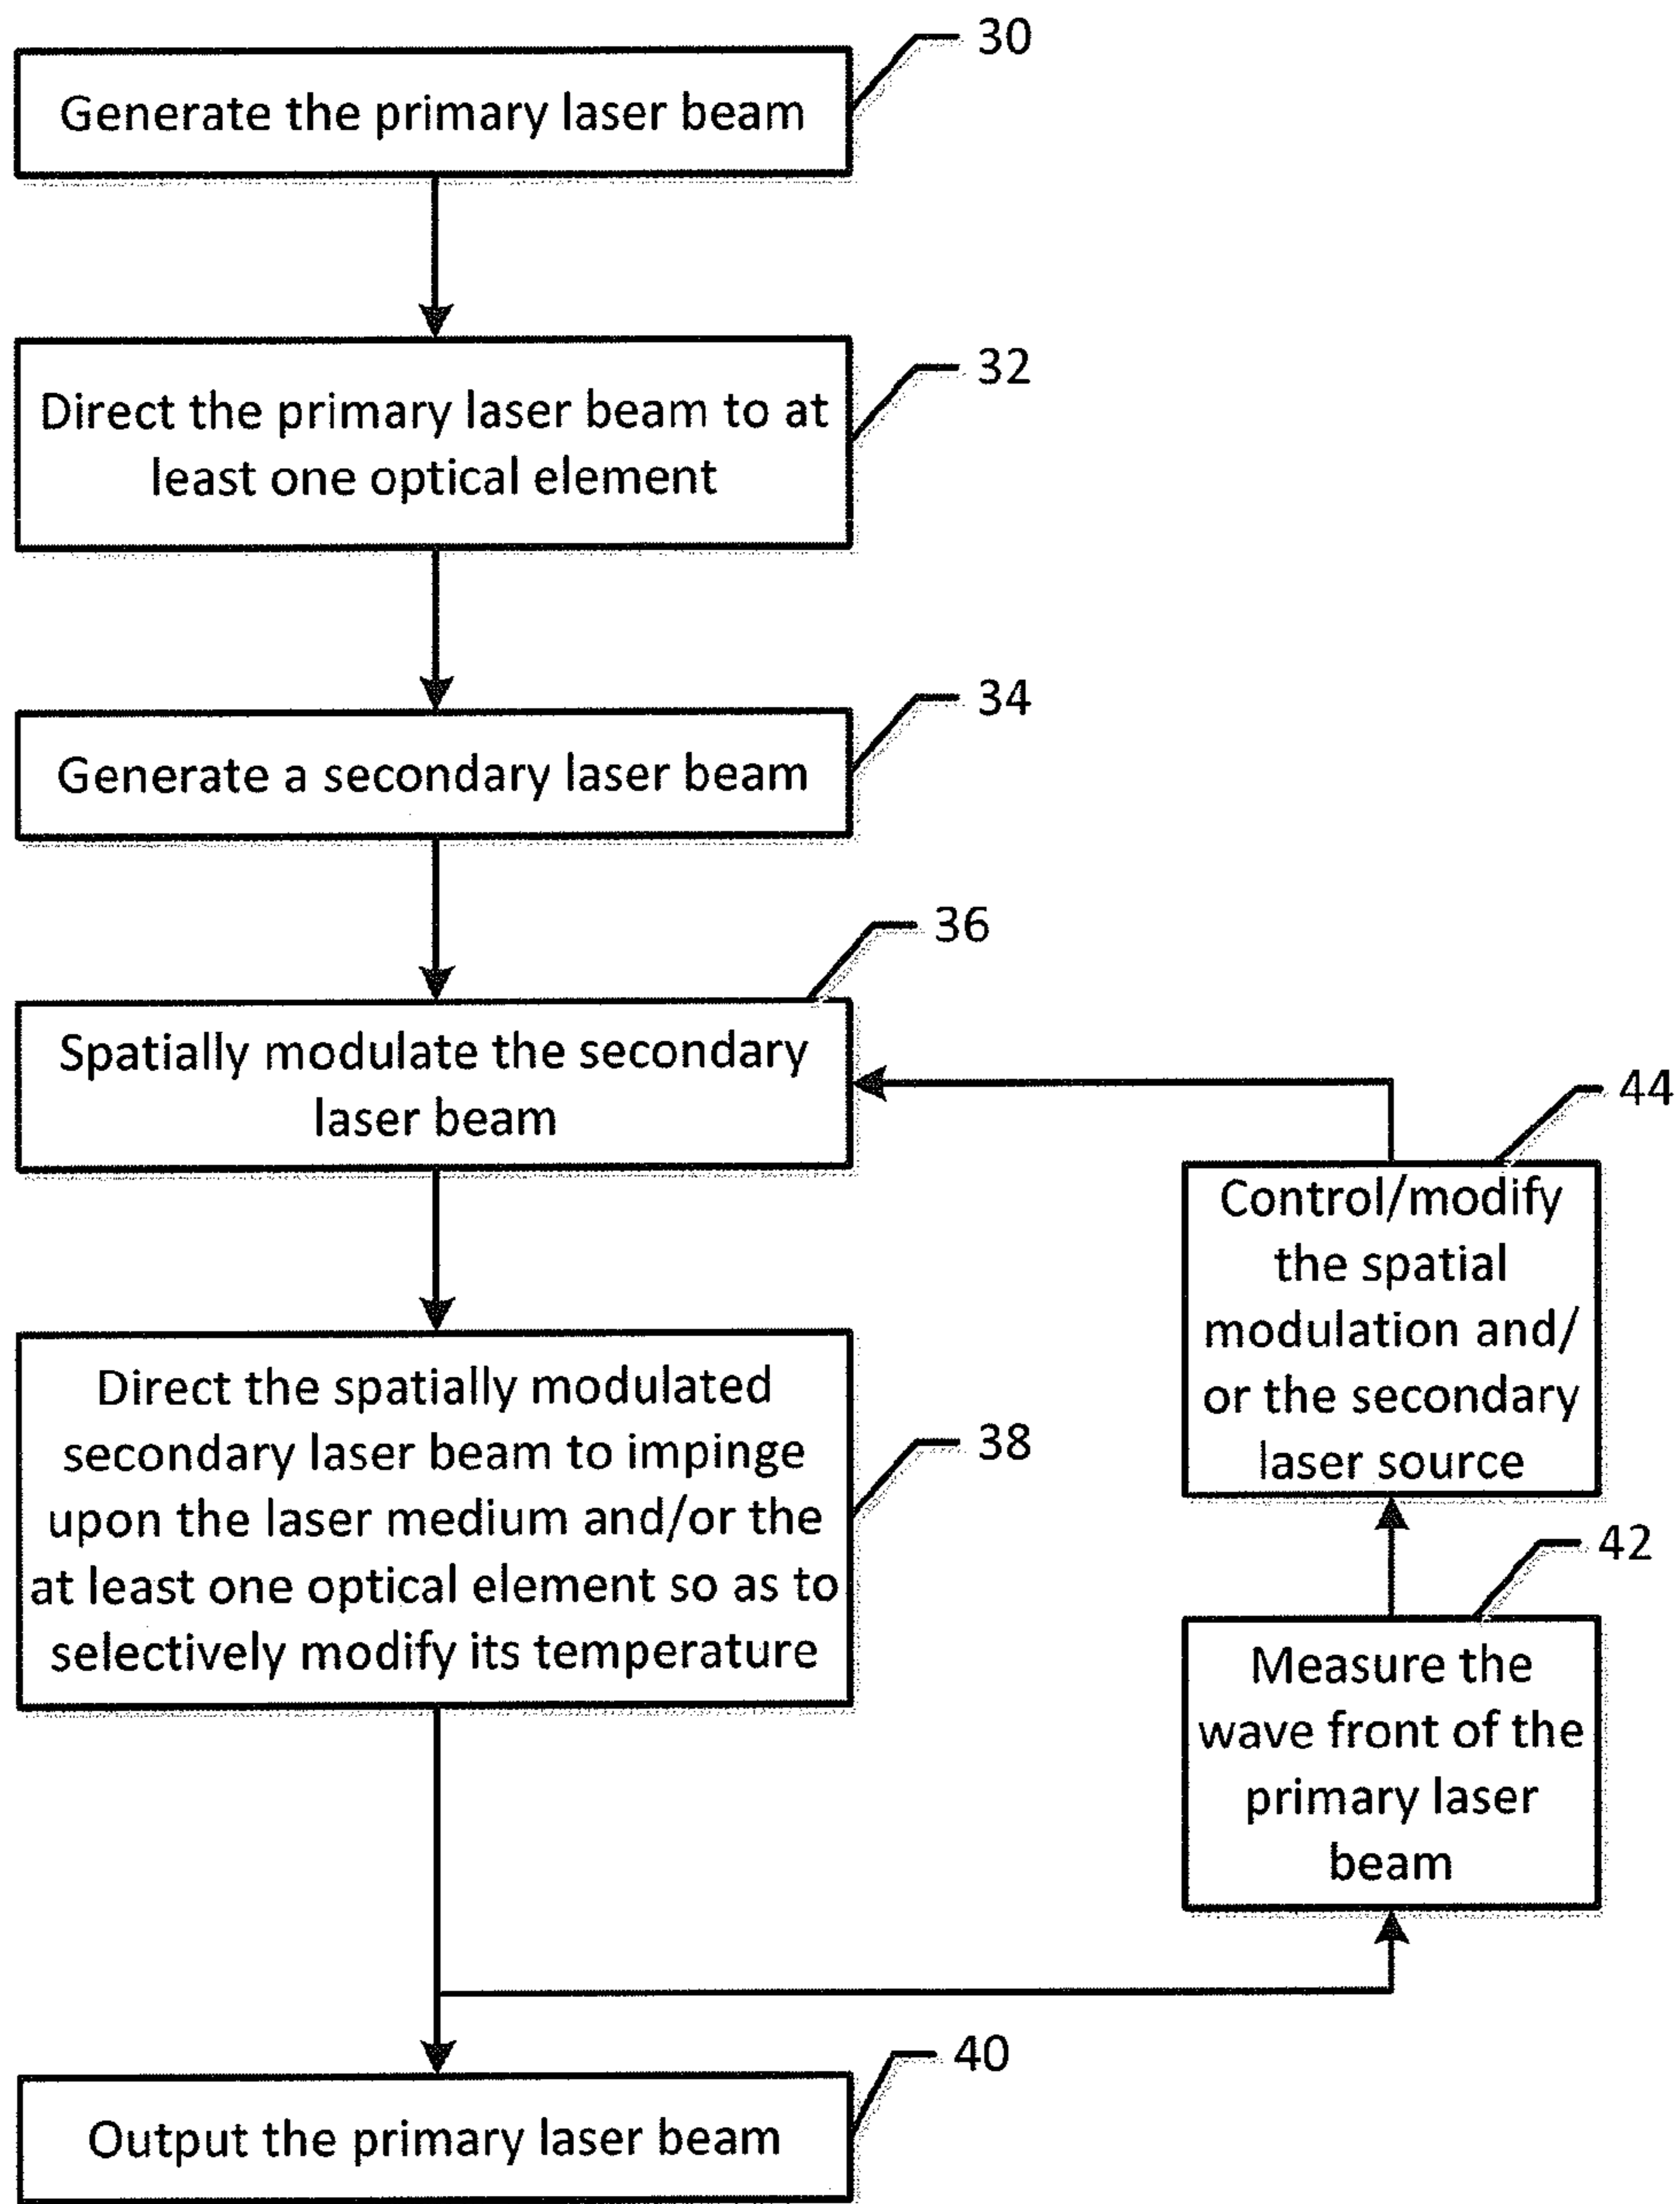 30
Generate the primary laser beam
32
Direct the primary laser beam to at
least one optical element
34
Generate a secondary laser beam
36
Spatially modulate the secondary
laser beam
44
Control/modify
the spatial
modulation and/
or the secondary
laser source
Direct the spatially modulated
secondary laser beam to impinge
upon the laser medium and/or the
at least one optical element so as to
selectively modify its temperature
38
42
Measure the
wave front of the
primary laser
beam
40
Output the primary laser beam